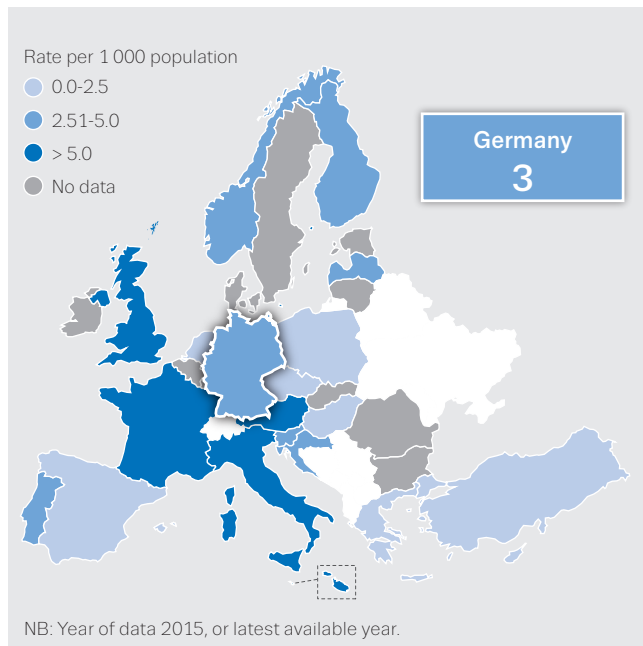 Rate per 1 000 population
0.0-2.5
2.51-5.0
> 5.0
No data
Germany
3
NB: Year of data 2015, or latest available year.